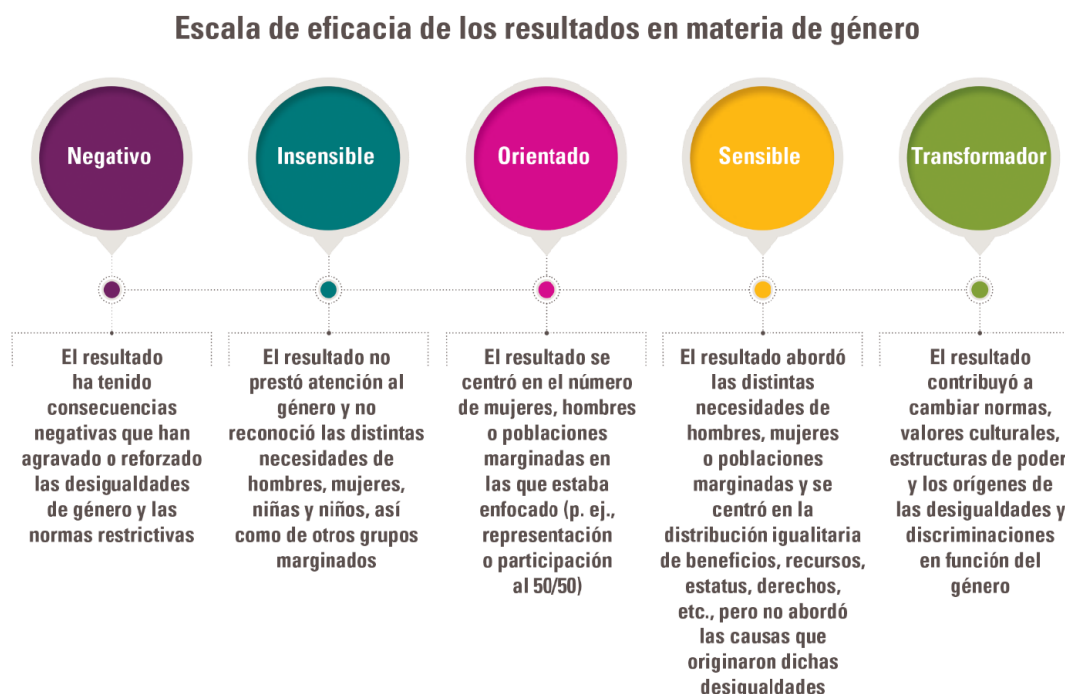 Escala de eficacia de los resultados en materia de género
Negativo
Insensible
Orientado
Sensible
Transformador
El resultado
ha tenido
consecuencias
negativas que han
agravado o reforzado
las desigualdades
de género y las
normas restrictivas
El resultado no
prestó atención al
género y no
reconoció las distintas
necesidades de
hombres, mujeres,
niñas y niños, así
como de otros grupos
marginados
El resultado se
centró en el número
de mujeres, hombres
o poblaciones
marginadas en
las que estaba
enfocado (p. ej.,
representación
o participación
al 50/50)
El resultado abordó
las distintas
necesidades de
hombres, mujeres
o poblaciones
marginadas y se
centró en la
distribución igualitaria
de beneficios, recursos,
estatus, derechos,
etc., pero no abordó
las causas que
originaron dichas
desigualdades
El resultado
contribuyó a
cambiar normas,
valores culturales,
estructuras de poder
y los orígenes de
las desigualdades y
discriminaciones
en función del
género